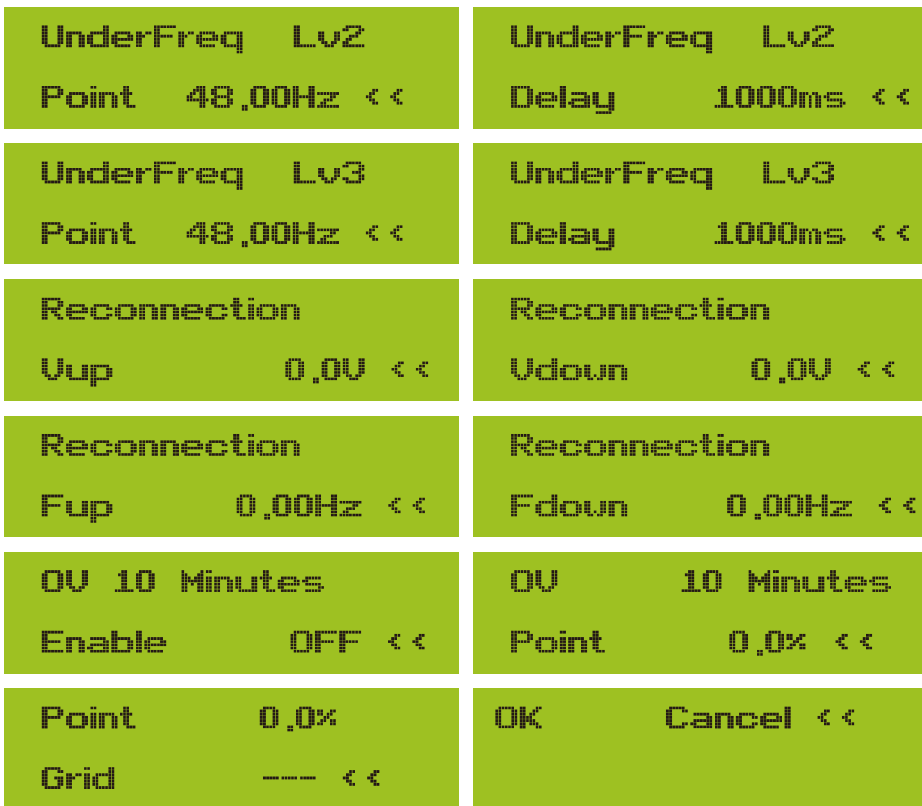 UnderFreq Lv2
Point 48.00Hz <<
UnderFreq Lv2
Delay 1000ms <<
UnderFreq Lv3
Point 48.00Hz <<
UnderFreq Lv3
Delay 1000ms <<
Reconnection
Vup 0.0V <<
Reconnection
Vdown 0.0V <<
Reconnection
Fup 0.00Hz <<
Reconnection
Fdown 0.00Hz <<
OV 10 Minutes
Enable OFF <<
OV 10 Minutes
Point 0.0% <<
Point 0.0%
Grid --- <<
OK Cancel <<